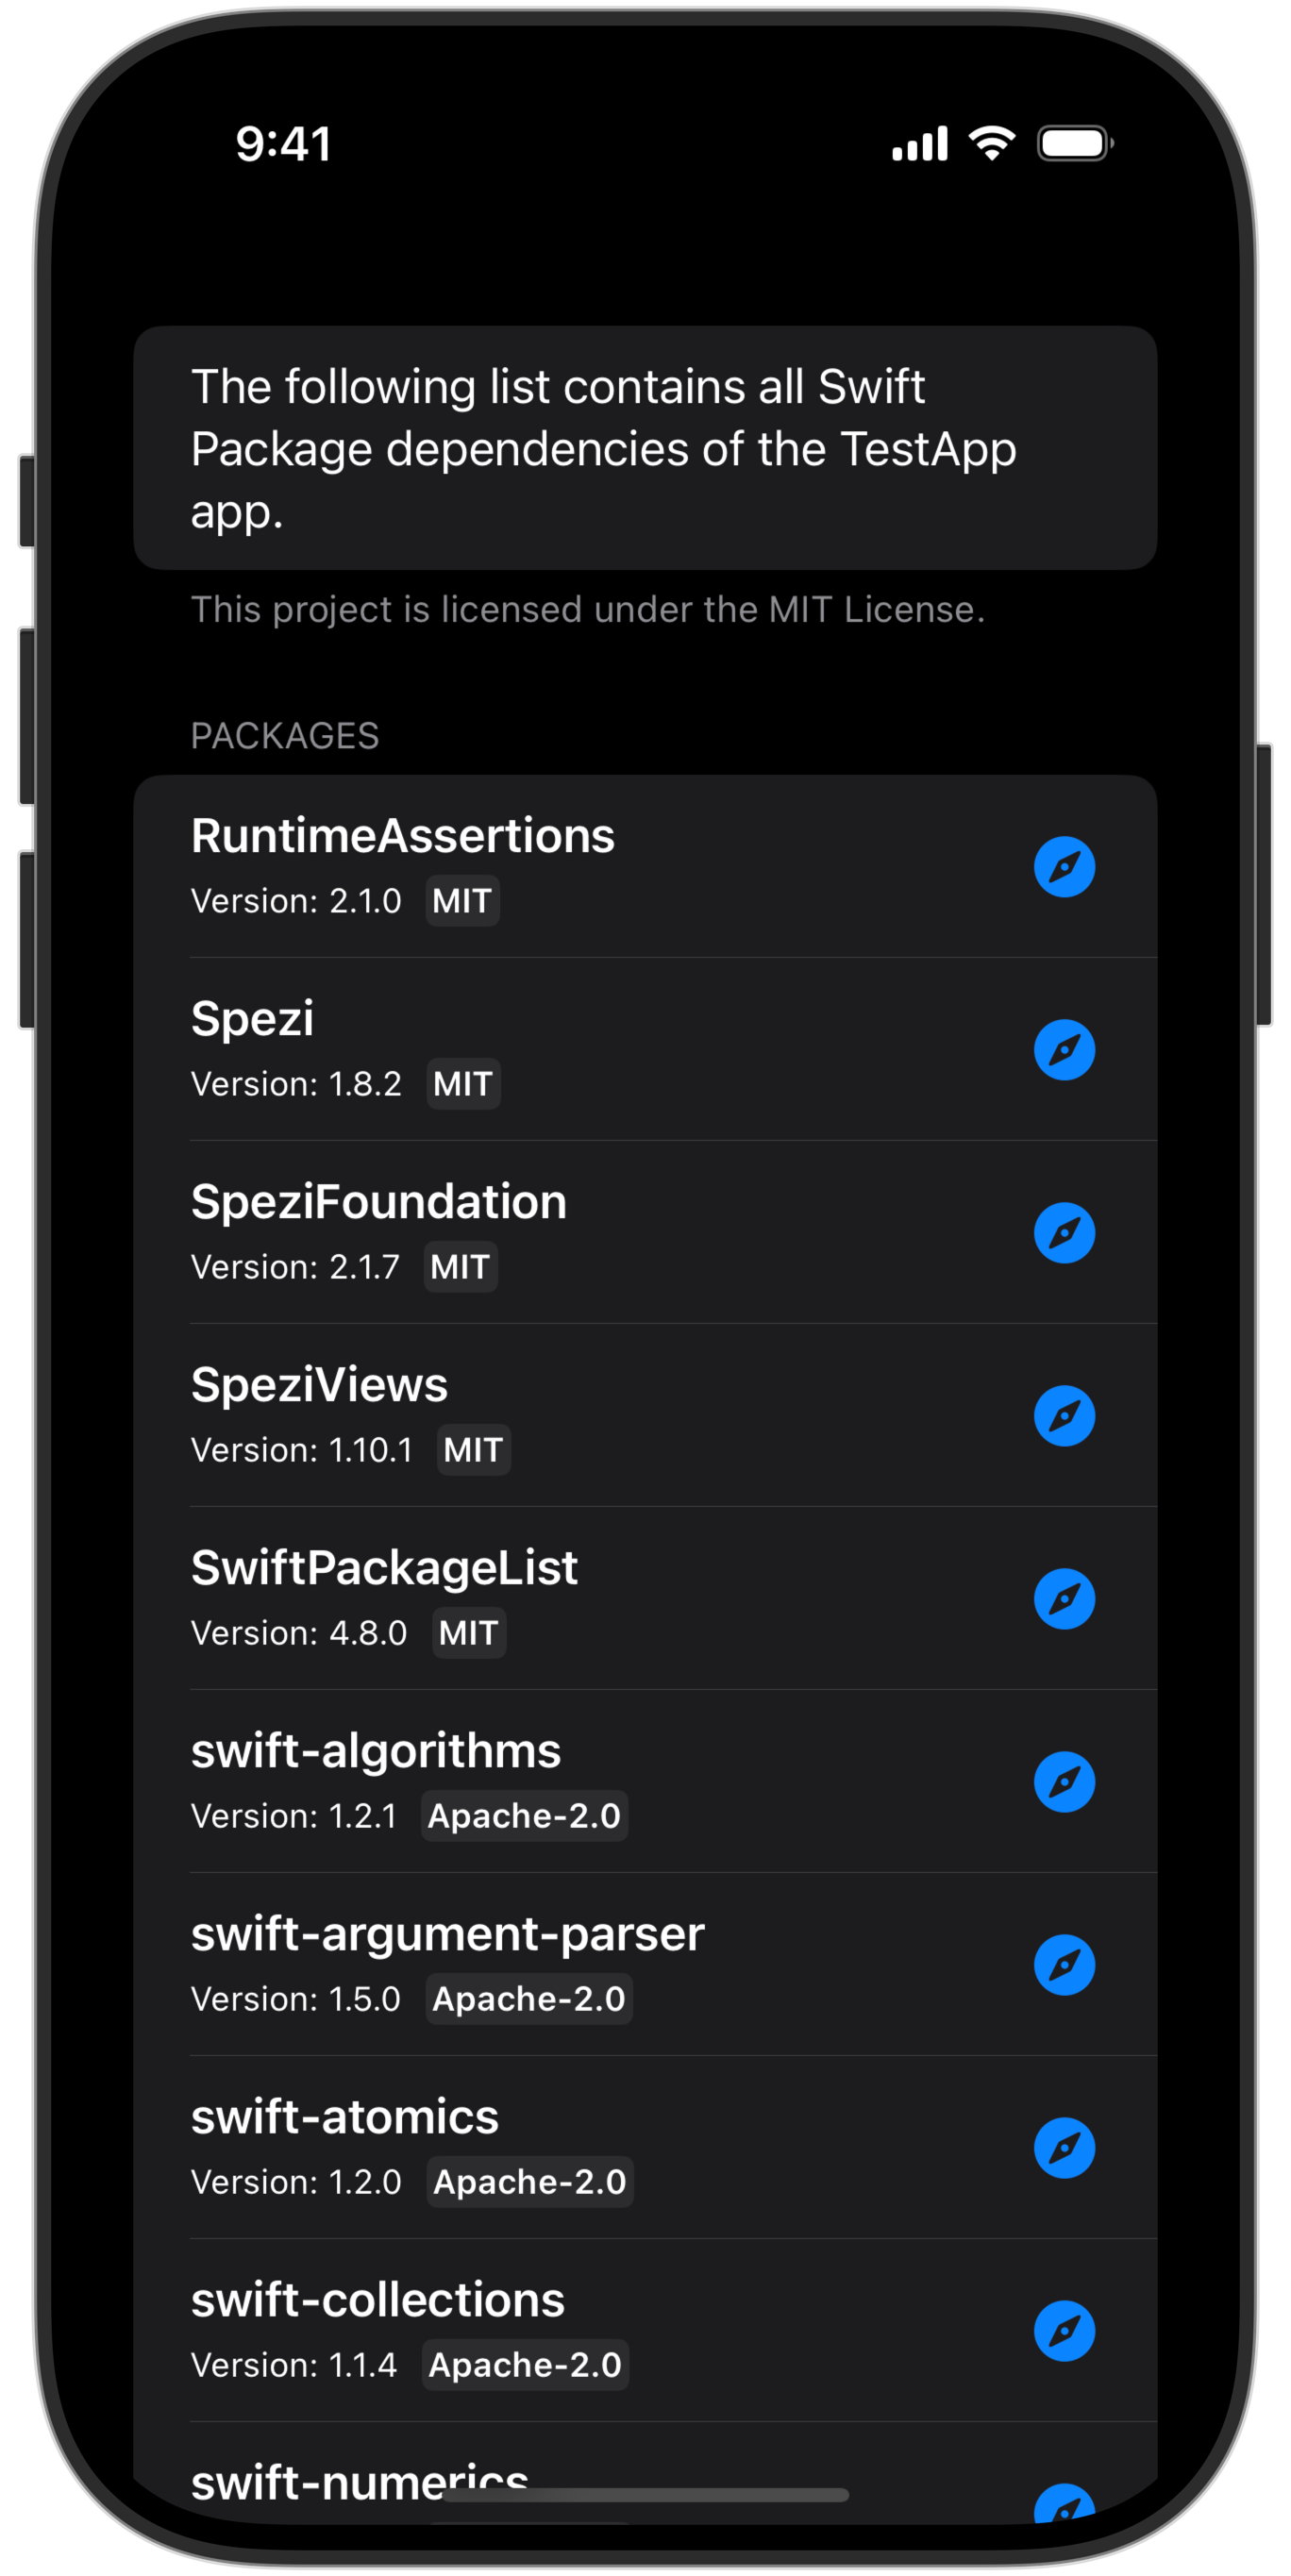 9:41
The following list contains all Swift
Package dependencies of the TestApp
app.
This project is licensed under the MIT License.
PACKAGES
RuntimeAssertions
Version: 2.1.0 MIT
Spezi
Version: 1.8.2 MIT
SpeziFoundation
Version: 2.1.7 MIT
SpeziViews
Version: 1.10.1 MIT
SwiftPackageList
Version: 4.8.0 MIT
swift-algorithms
Version: 1.2.1 Apache-2.0
swift-argument-parser
Version: 1.5.0 Apache-2.0
swift-atomics
Version: 1.2.0 Apache-2.0
swift-collections
Version: 1.1.4 Apache-2.0
swift-numerics